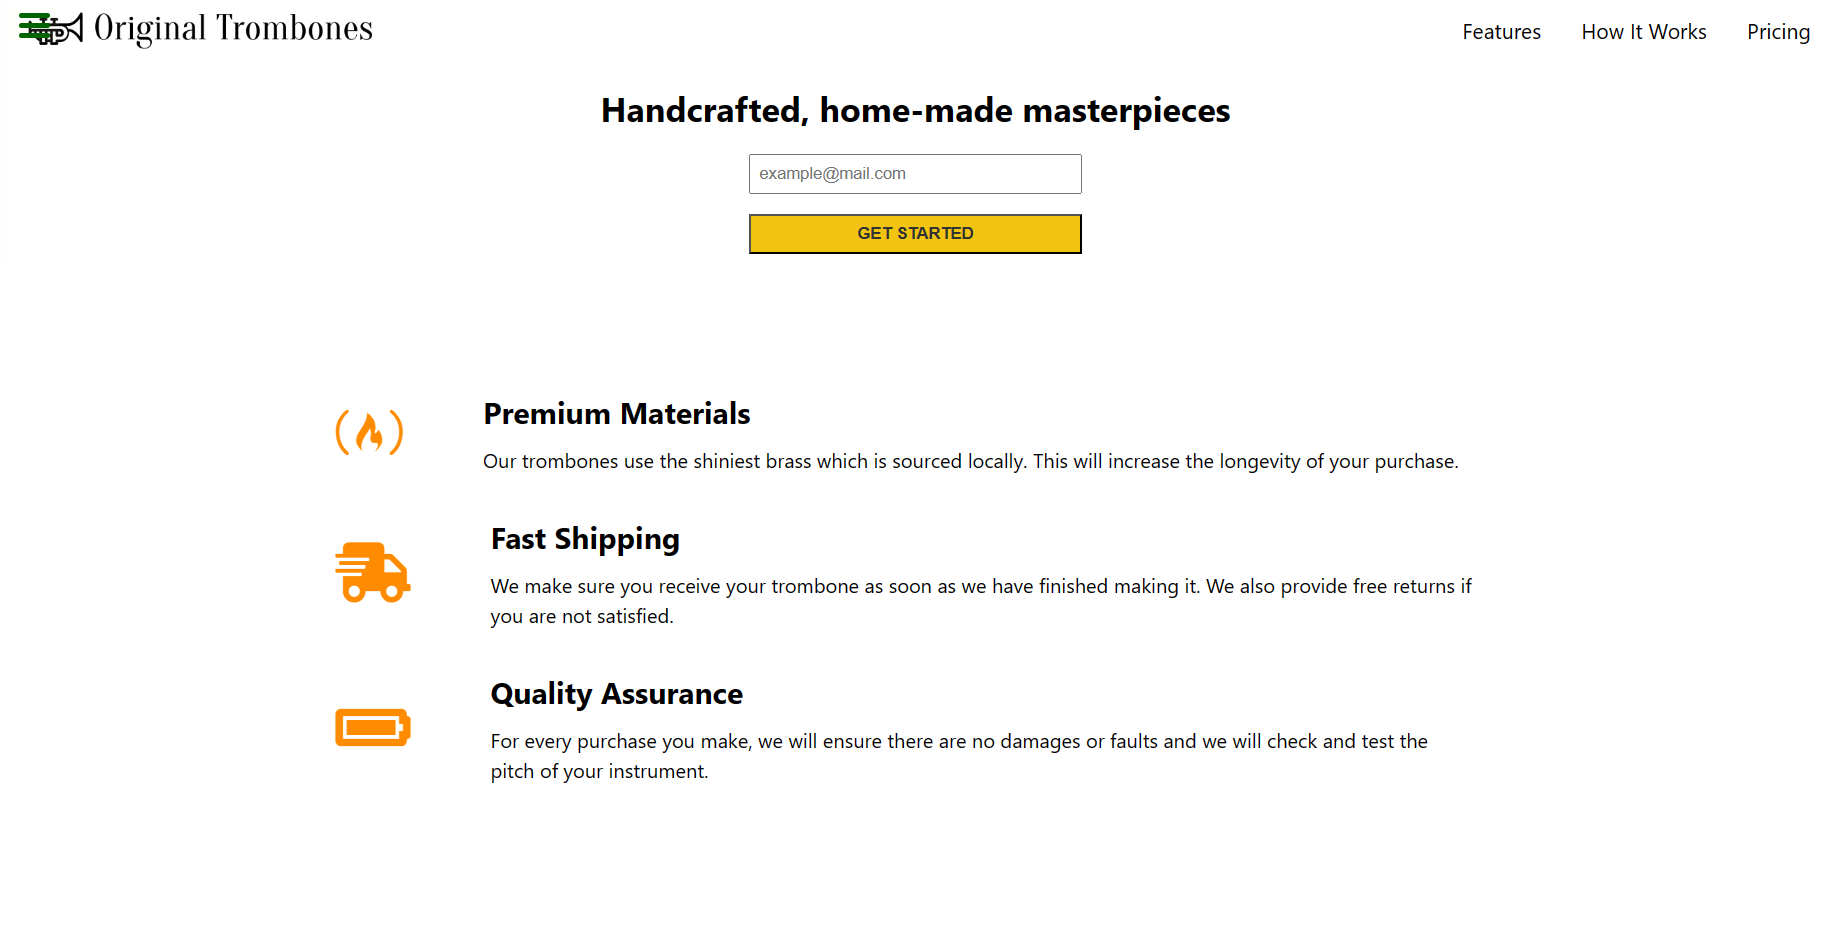 Original Trombones
Features
How It Works
Pricing
Handcrafted, home-made masterpieces
example@mail.com
GET STARTED
Premium Materials
Our trombones use the shiniest brass which is sourced locally. This will increase the longevity of your purchase.
Fast Shipping
We make sure you receive your trombone as soon as we have finished making it. We also provide free returns if
you are not satisfied.
Quality Assurance
For every purchase you make, we will ensure there are no damages or faults and we will check and test the
pitch of your instrument.